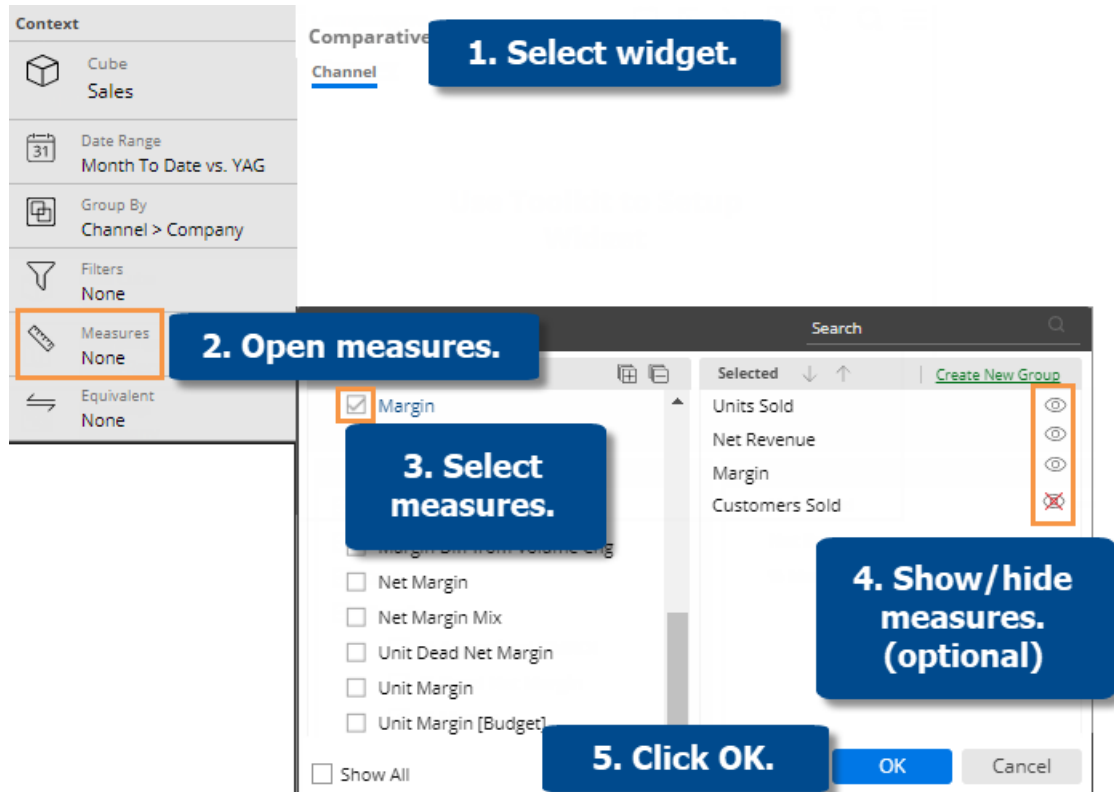 Context
Cube
Sales
Date Range
Month To Date vs. YAG
Group By
Channel > Company
Filters
None
Measures
None
Equivalent
None
31
Comparative
Channel
1. Select widget.
2. Open measures.
Search
Margin
3. Select
measures.
Net Margin
Net Margin Mix
Unit Dead Net Margin
Unit Margin
Unit Margin [Budget]
Show All
Selected
Create New Group
Units Sold
Net Revenue
Margin
Customers Sold
4. Show/hide
measures.
(optional)
5. Click OK.
OK
Cancel